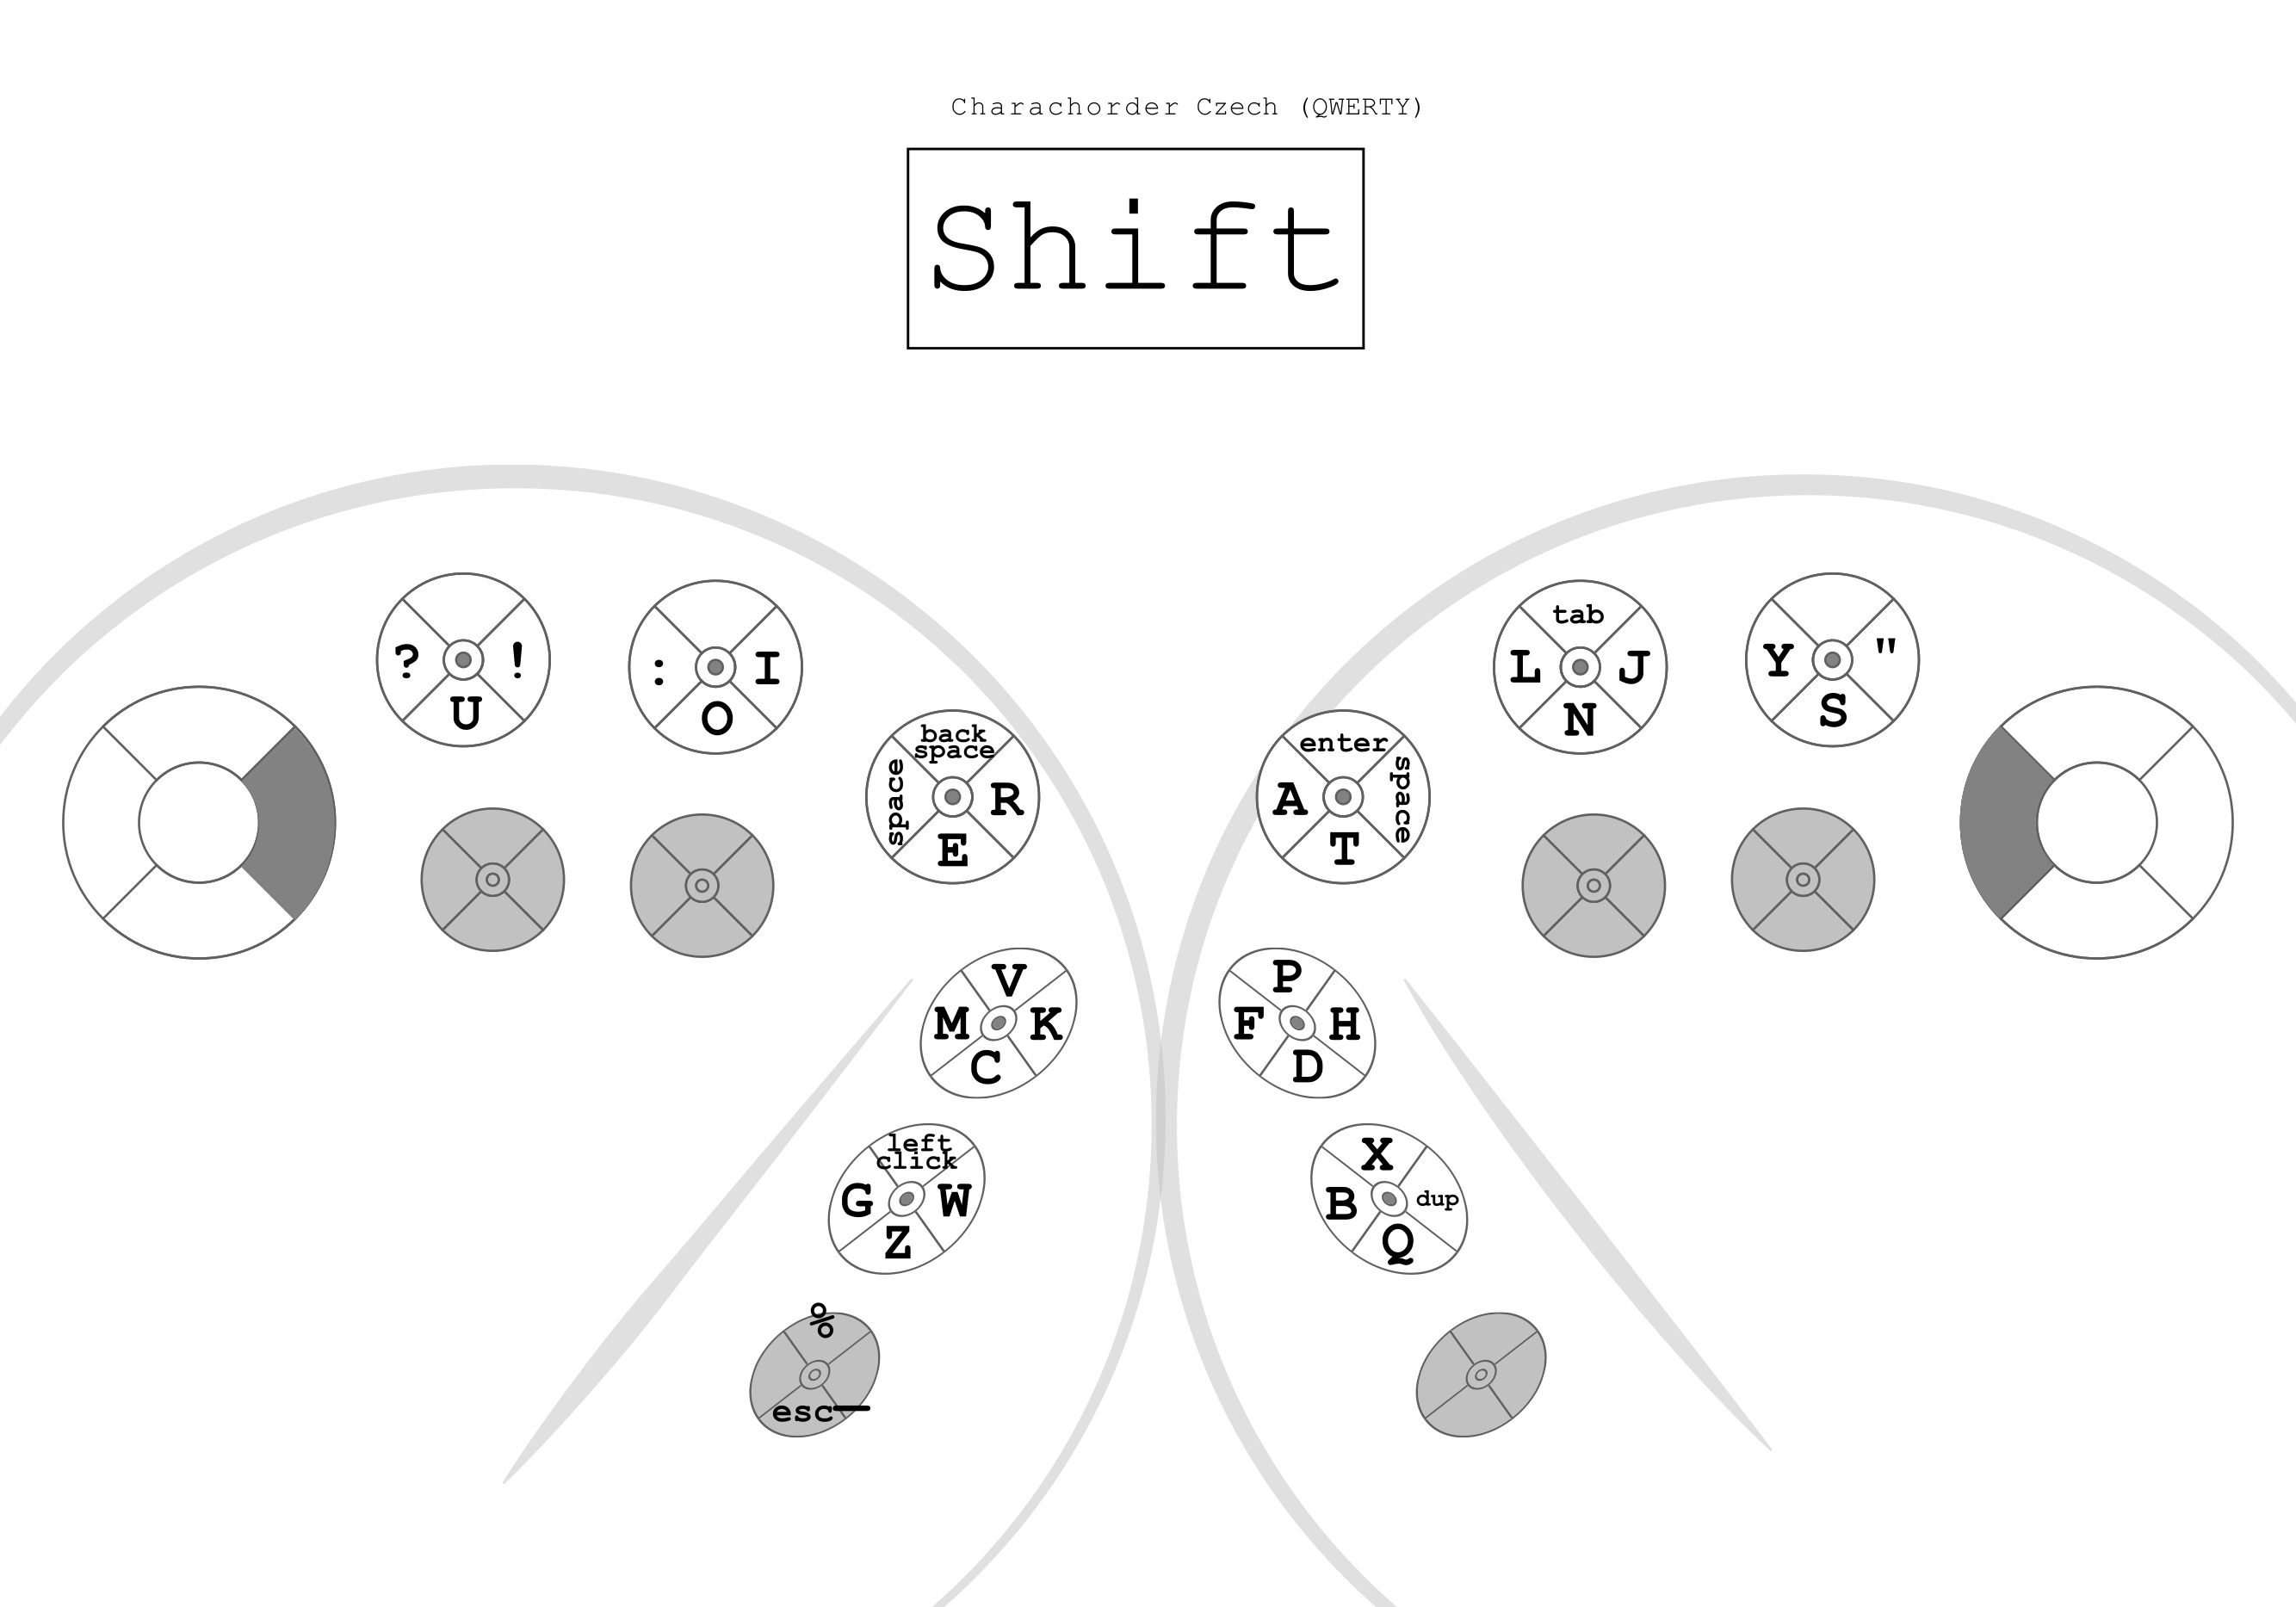 Charachorder Czech (QWERTY)
Shift
? ! U
: I O
back
space
space R E
enter
A space T
tab
L J N
Y " S
V M K C
P F H D
left
click
G W Z
X B dup Q
%
esc—